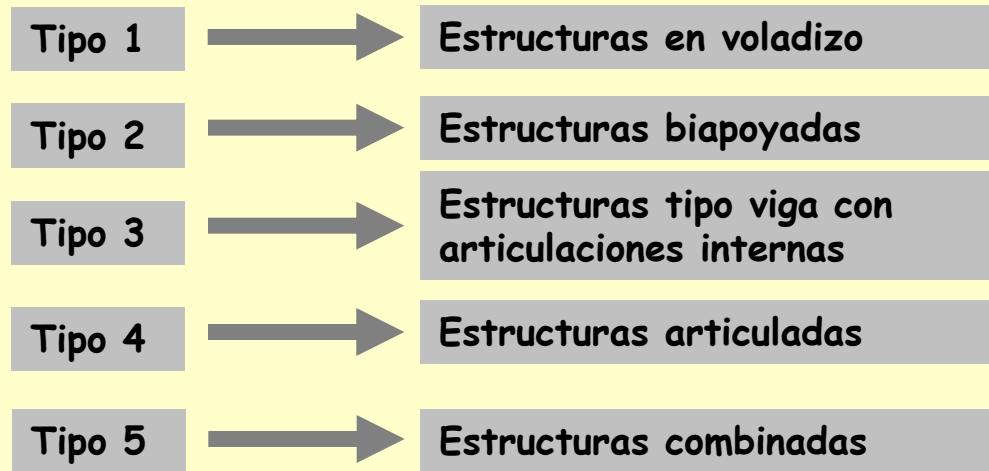 Tipo 1
Estructuras en voladizo
Tipo 2
Estructuras biapoyadas
Tipo 3
Estructuras tipo viga con
articulaciones internas
Tipo 4
Estructuras articuladas
Tipo 5
Estructuras combinadas